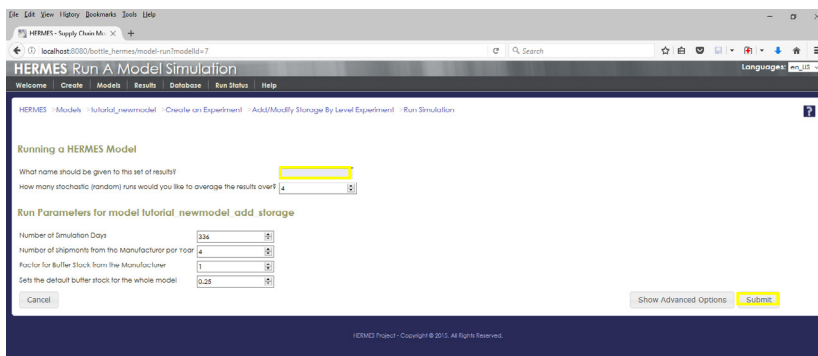 File Edit View History Bookmarks Tools Help
HERMES - Supply Chain Mo
localhost:8080/bottle_hermes/model-run?modelId=7
Search
HERMES Run A Model Simulation
Languages: en_US
Welcome Create Models Results Database Run Status Help
HERMES >Models >tutorial_newmodel >Create an Experiment >Add/Modify Storage By Level Experiment >Run Simulation
?
Running a HERMES Model
What name should be given to this set of results? *
How many stochastic (random) runs would you like to average the results over? 4
Run Parameters for model tutorial_newmodel_add_storage
Number of Simulation Days 336
Number of Shipments from the Manufacturer per Year 4
Factor for Buffer Stock from the Manufacturer 1
Sets the default buffer stock for the whole model 0.25
Cancel Show Advanced Options Submit
HERMES Project - Copyright © 2015, All Rights Reserved.